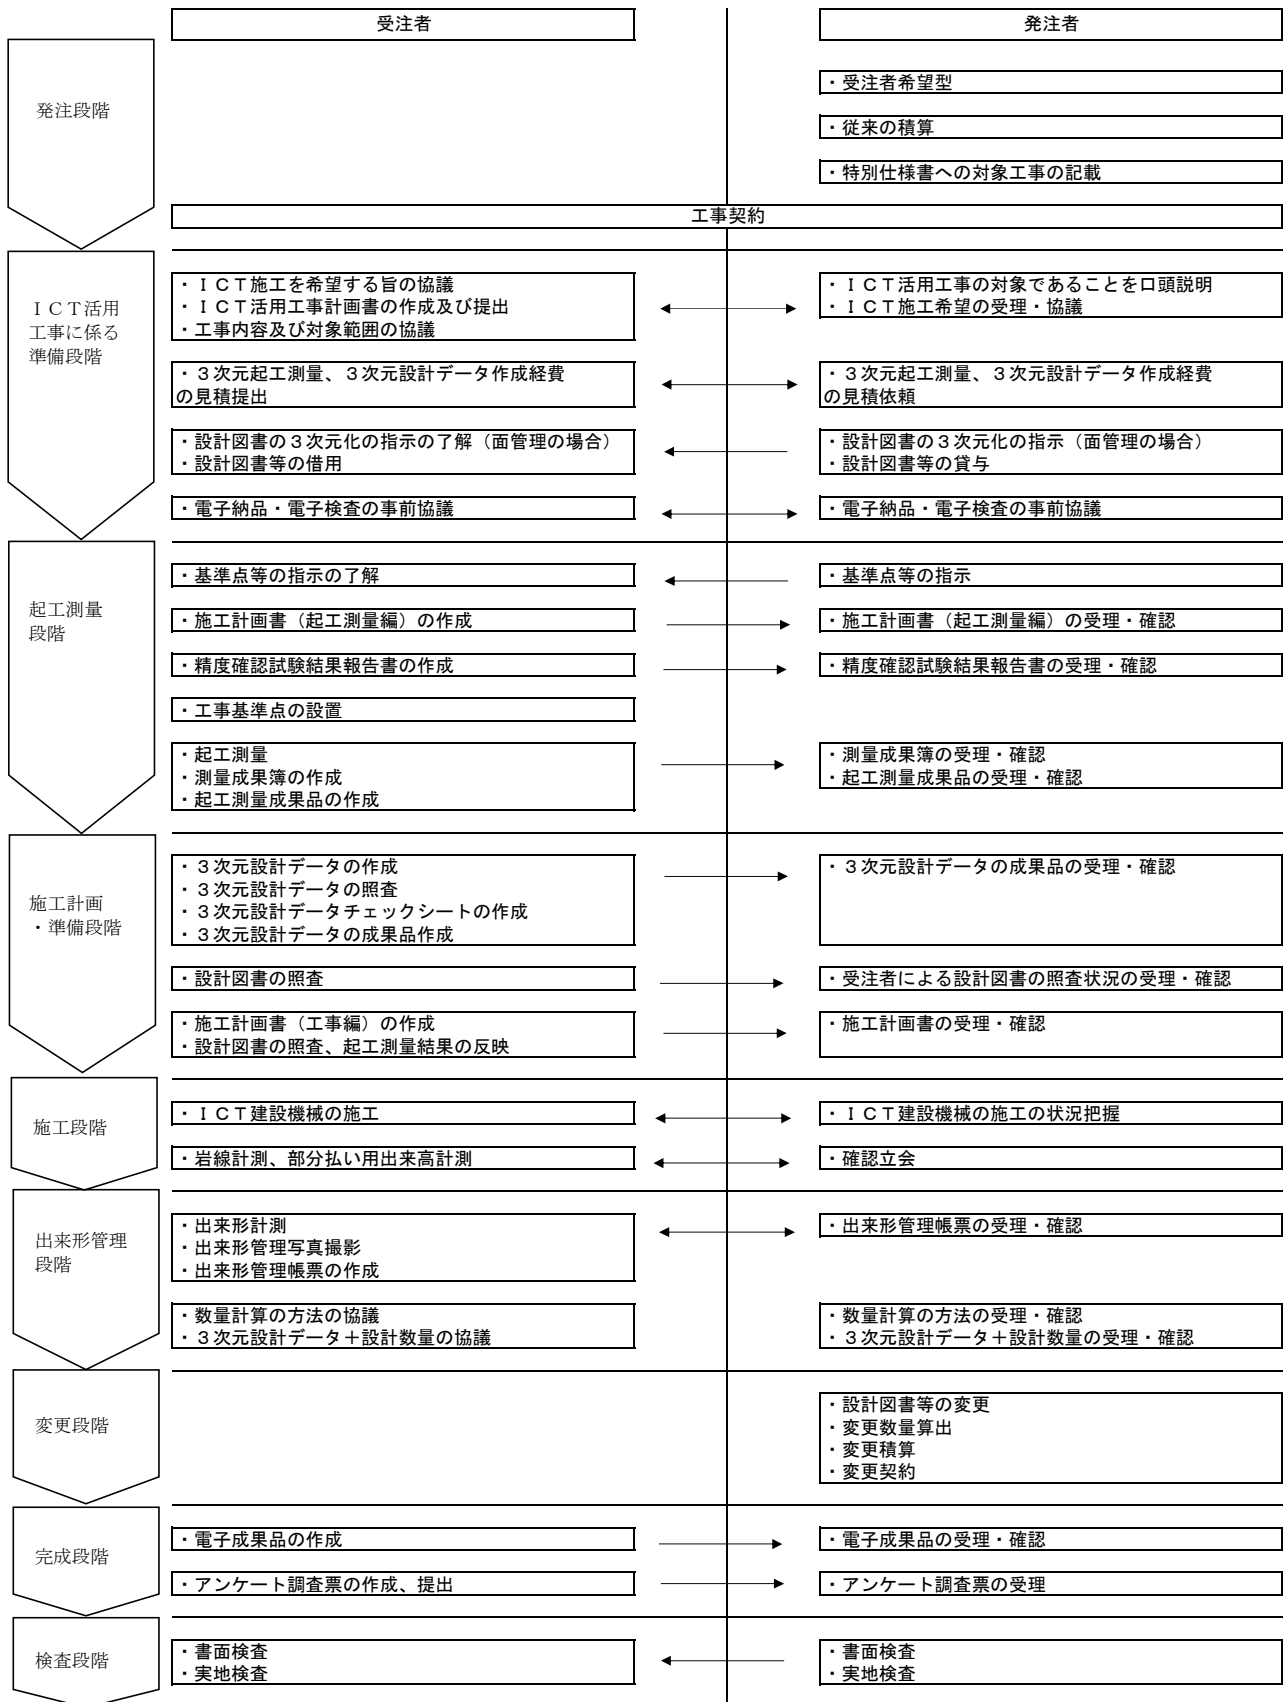 受注者
発注者
発注段階
・受注者希望型
・従来の積算
・特別仕様書への対象工事の記載
工事契約
ＩＣＴ活用
工事に係る
準備段階
・ＩＣＴ施工を希望する旨の協議
・ＩＣＴ活用工事計画書の作成及び提出
・工事内容及び対象範囲の協議
・ＩＣＴ活用工事の対象であることを口頭説明
・ＩＣＴ施工希望の受理・協議
・３次元起工測量、３次元設計データ作成経費
の見積提出
・３次元起工測量、３次元設計データ作成経費
の見積依頼
・設計図書の３次元化の指示の了解（面管理の場合）
・設計図書等の借用
・設計図書の３次元化の指示（面管理の場合）
・設計図書等の貸与
・電子納品・電子検査の事前協議
・電子納品・電子検査の事前協議
起工測量
段階
・基準点等の指示の了解
・基準点等の指示
・施工計画書（起工測量編）の作成
・施工計画書（起工測量編）の受理・確認
・精度確認試験結果報告書の作成
・精度確認試験結果報告書の受理・確認
・工事基準点の設置
・起工測量
・測量成果簿の作成
・起工測量成果品の作成
・測量成果簿の受理・確認
・起工測量成果品の受理・確認
施工計画
・準備段階
・３次元設計データの作成
・３次元設計データの照査
・３次元設計データチェックシートの作成
・３次元設計データの成果品作成
・３次元設計データの成果品の受理・確認
・設計図書の照査
・受注者による設計図書の照査状況の受理・確認
・施工計画書（工事編）の作成
・設計図書の照査、起工測量結果の反映
・施工計画書の受理・確認
施工段階
・ＩＣＴ建設機械の施工
・ＩＣＴ建設機械の施工の状況把握
・岩線計測、部分払い用出来高計測
・確認立会
出来形管理
段階
・出来形計測
・出来形管理写真撮影
・出来形管理帳票の作成
・出来形管理帳票の受理・確認
・数量計算の方法の協議
・３次元設計データ＋設計数量の協議
・数量計算の方法の受理・確認
・３次元設計データ＋設計数量の受理・確認
変更段階
・設計図書等の変更
・変更数量算出
・変更積算
・変更契約
完成段階
・電子成果品の作成
・電子成果品の受理・確認
・アンケート調査票の作成、提出
・アンケート調査票の受理
検査段階
・書面検査
・実地検査
・書面検査
・実地検査